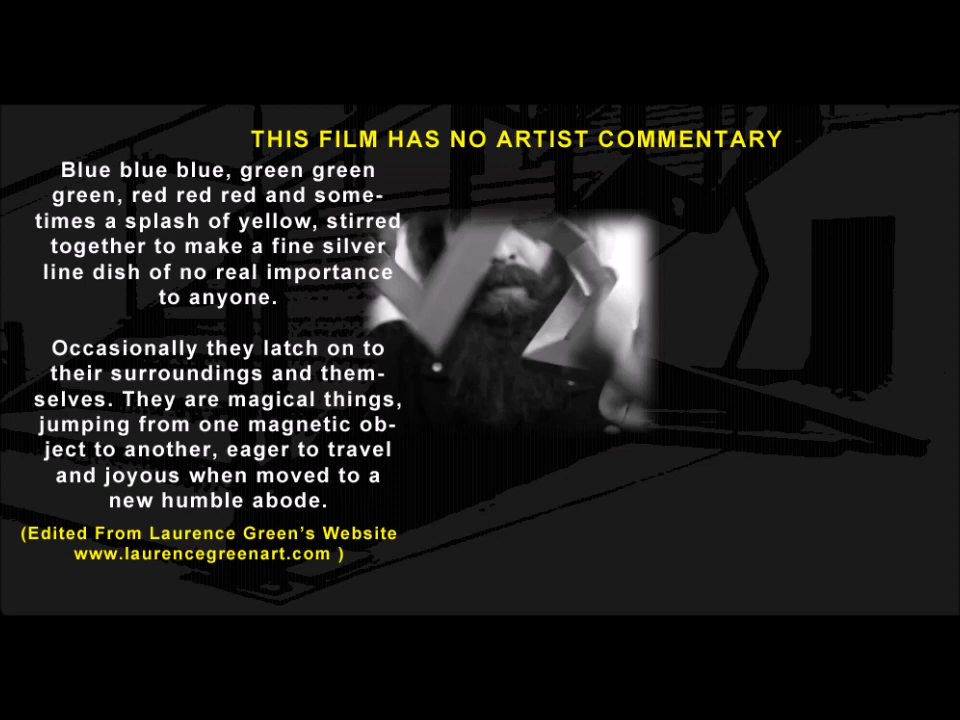 THIS FILM HAS NO ARTIST COMMENTARY
Blue blue blue, green green
green, red red red and some-
times a splash of yellow, stirred
together to make a fine silver
line dish of no real importance
to anyone.
Occasionally they latch on to
their surroundings and them-
selves. They are magical things,
jumping from one magnetic ob-
ject to another, eager to travel
and joyous when moved to a
new humble abode.
(Edited From Laurence Green’s Website
www.laurencegreenart.com )